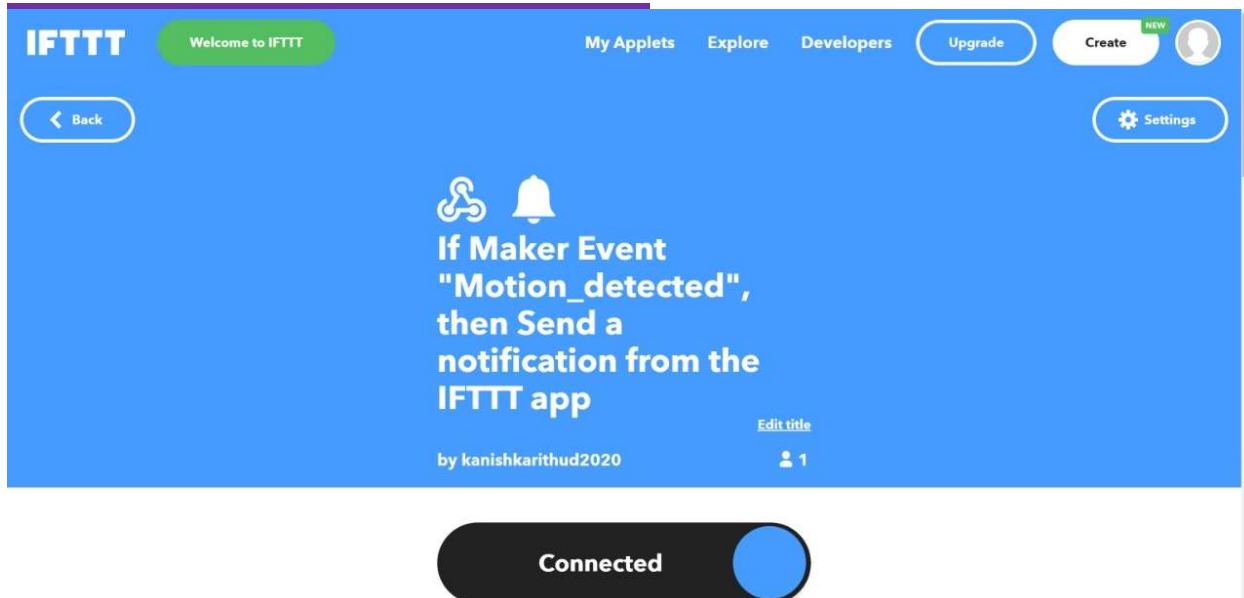 IFTTT Welcome to IFTTT My Applets Explore Developers Upgrade Create NEW
Back Settings
If Maker Event
"Motion_detected",
then Send a
notification from the
IFTTT app
Edit title
by kanishkarithud2020 1
Connected